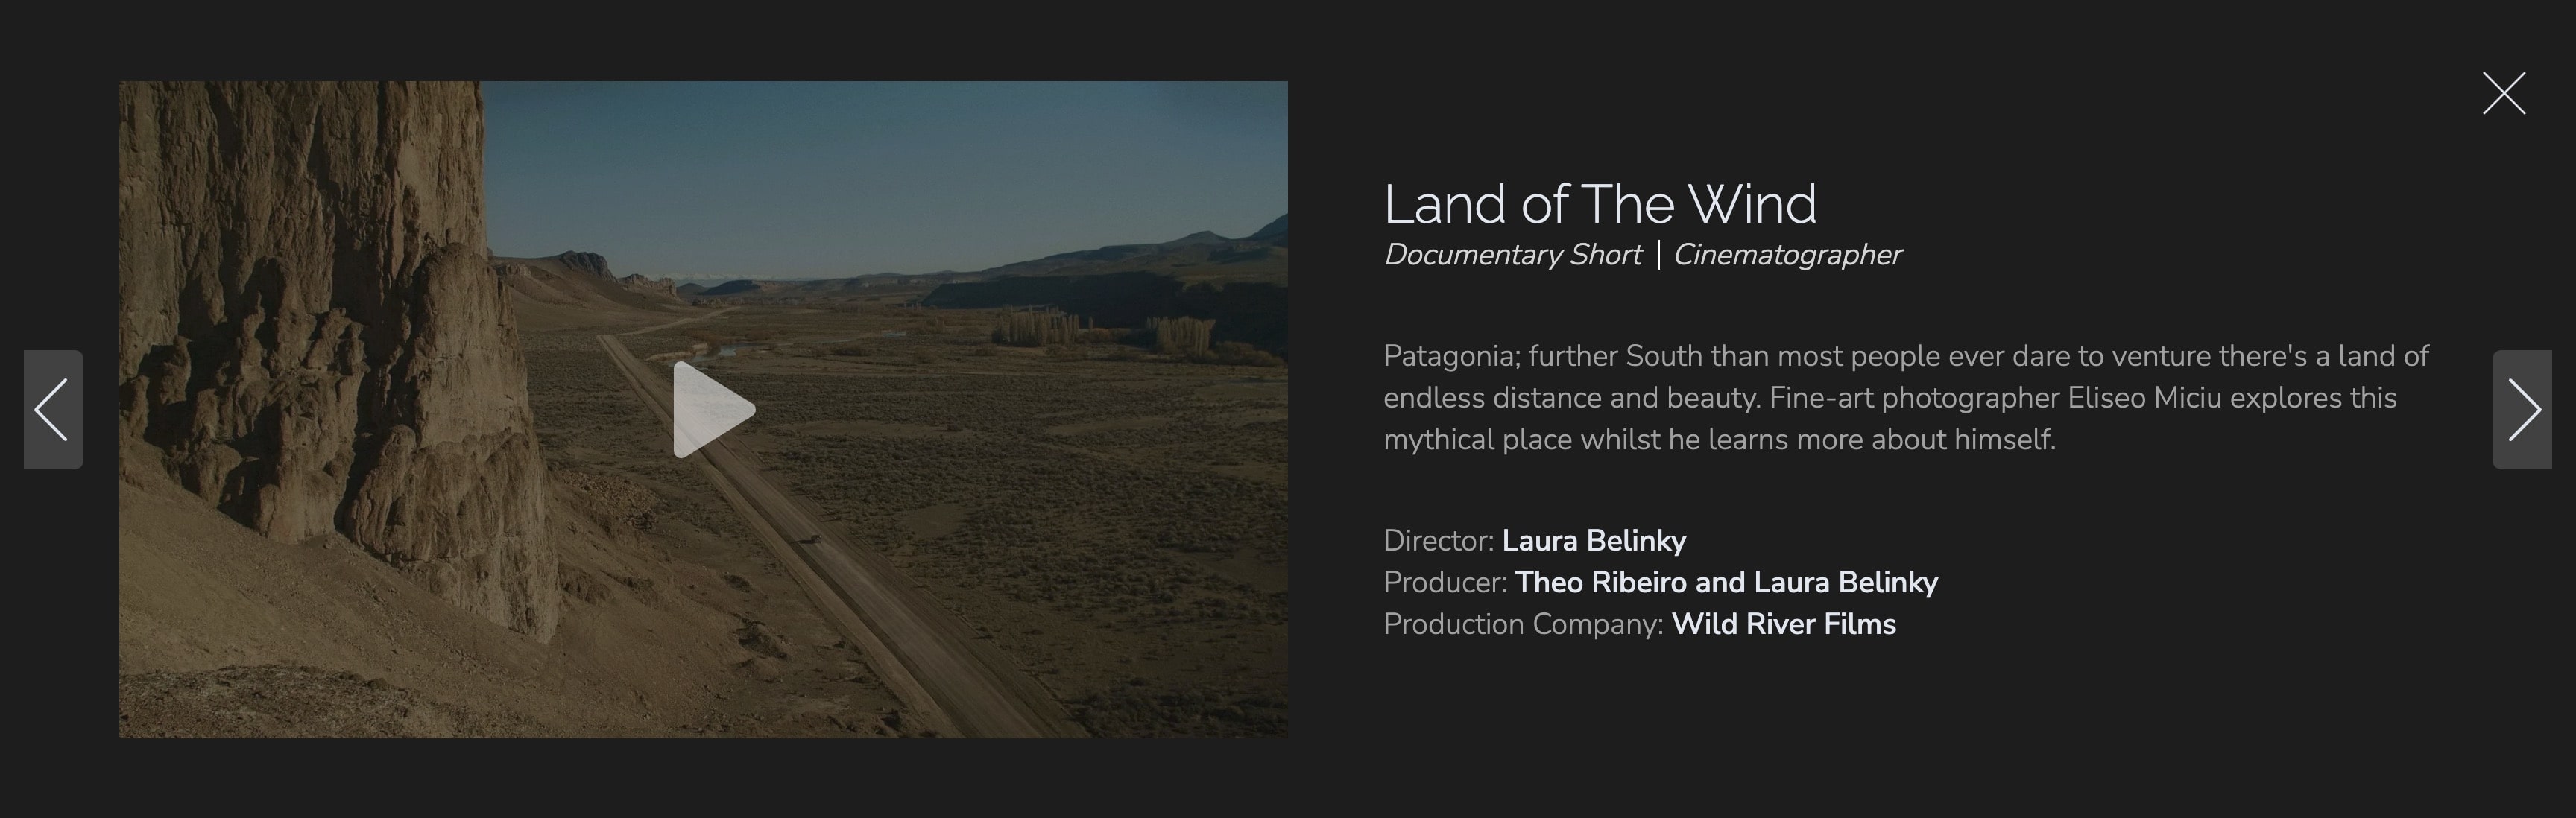 Land of The Wind
Documentary Short | Cinematographer
Patagonia; further South than most people ever dare to venture there's a land of
endless distance and beauty. Fine-art photographer Eliseo Miciu explores this
mythical place whilst he learns more about himself.
Director: Laura Belinky
Producer: Theo Ribeiro and Laura Belinky
Production Company: Wild River Films